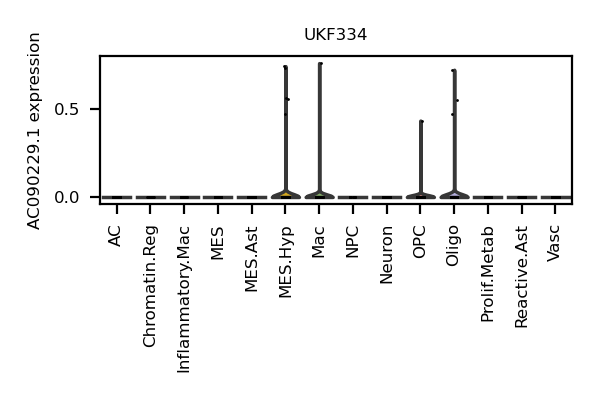 UKF334
AC090229.1 expression
0.5
0.0
AC
Chromatin.Reg
Inflammatory.Mac
MES
MES.Ast
MES.Hyp
Mac
NPC
Neuron
OPC
Oligo
Prolif.Metab
Reactive.Ast
Vasc